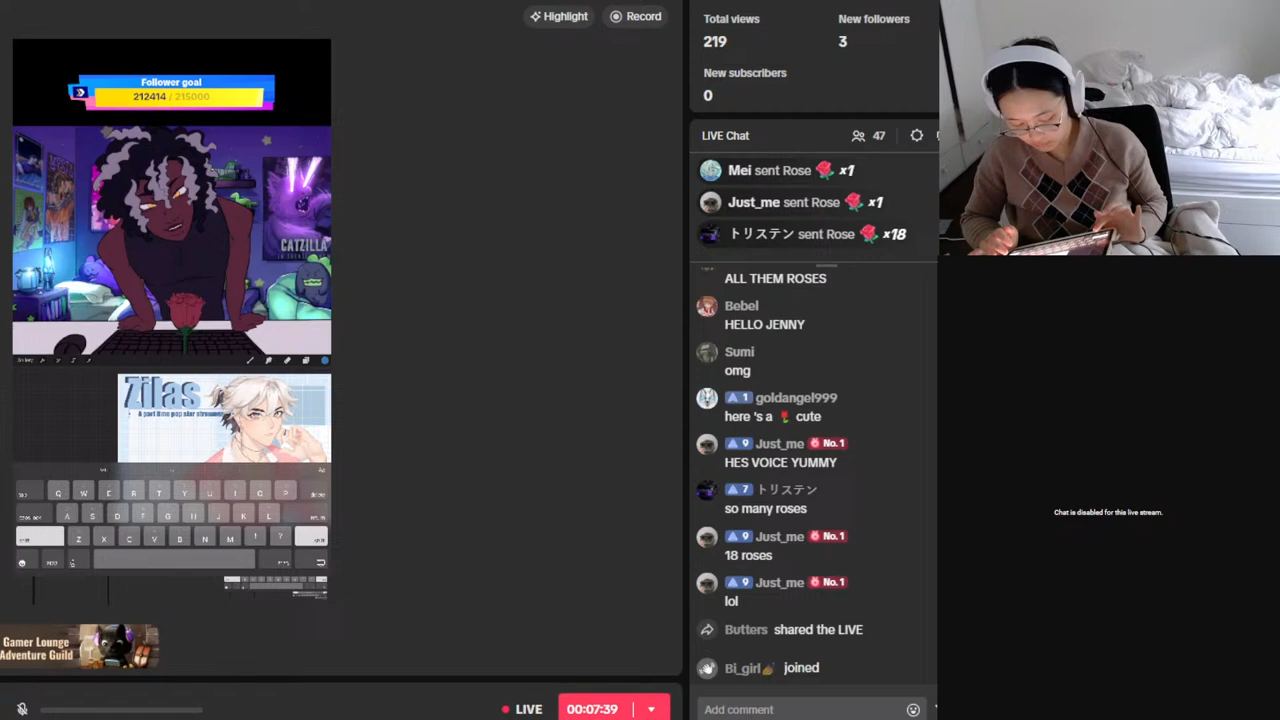 Highlight
Record
Follower goal
212414 / 215000
CATZILLA
Zilas
A part time pop star streamer
Q W E R T Y U I O P
A S D F G H J K L
Z X C V B N M ! ?
Gamer Lounge
Adventure Guild
LIVE
00:07:39
Total views
New followers
219
3
New subscribers
0
LIVE Chat
47
Mei sent Rose x1
Just_me sent Rose x1
トリステン sent Rose x18
ALL THEM ROSES
Bebel
HELLO JENNY
Sumi
omg
1 goldangel999
here 's a 🌷 cute
9 Just_me No.1
HES VOICE YUMMY
7 トリステン
so many roses
9 Just_me No.1
18 roses
9 Just_me No.1
lol
Butters shared the LIVE
Bi_girl joined
Add comment
Chat is disabled for this live stream.